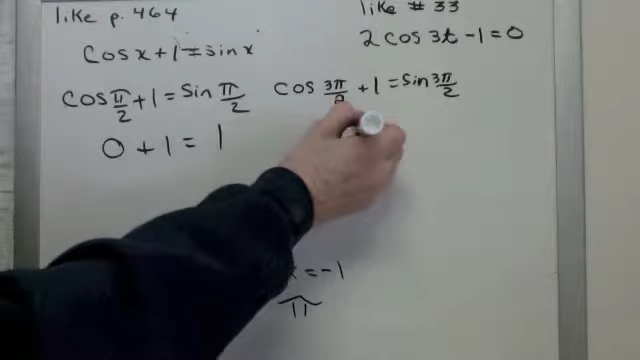 like p. 464
cos x + 1 = sin x
cos π/2 + 1 = sin π/2
0 + 1 = 1
like # 33
2 cos 3t - 1 = 0
cos 3π/2 + 1 = sin 3π/2
x = -1
π